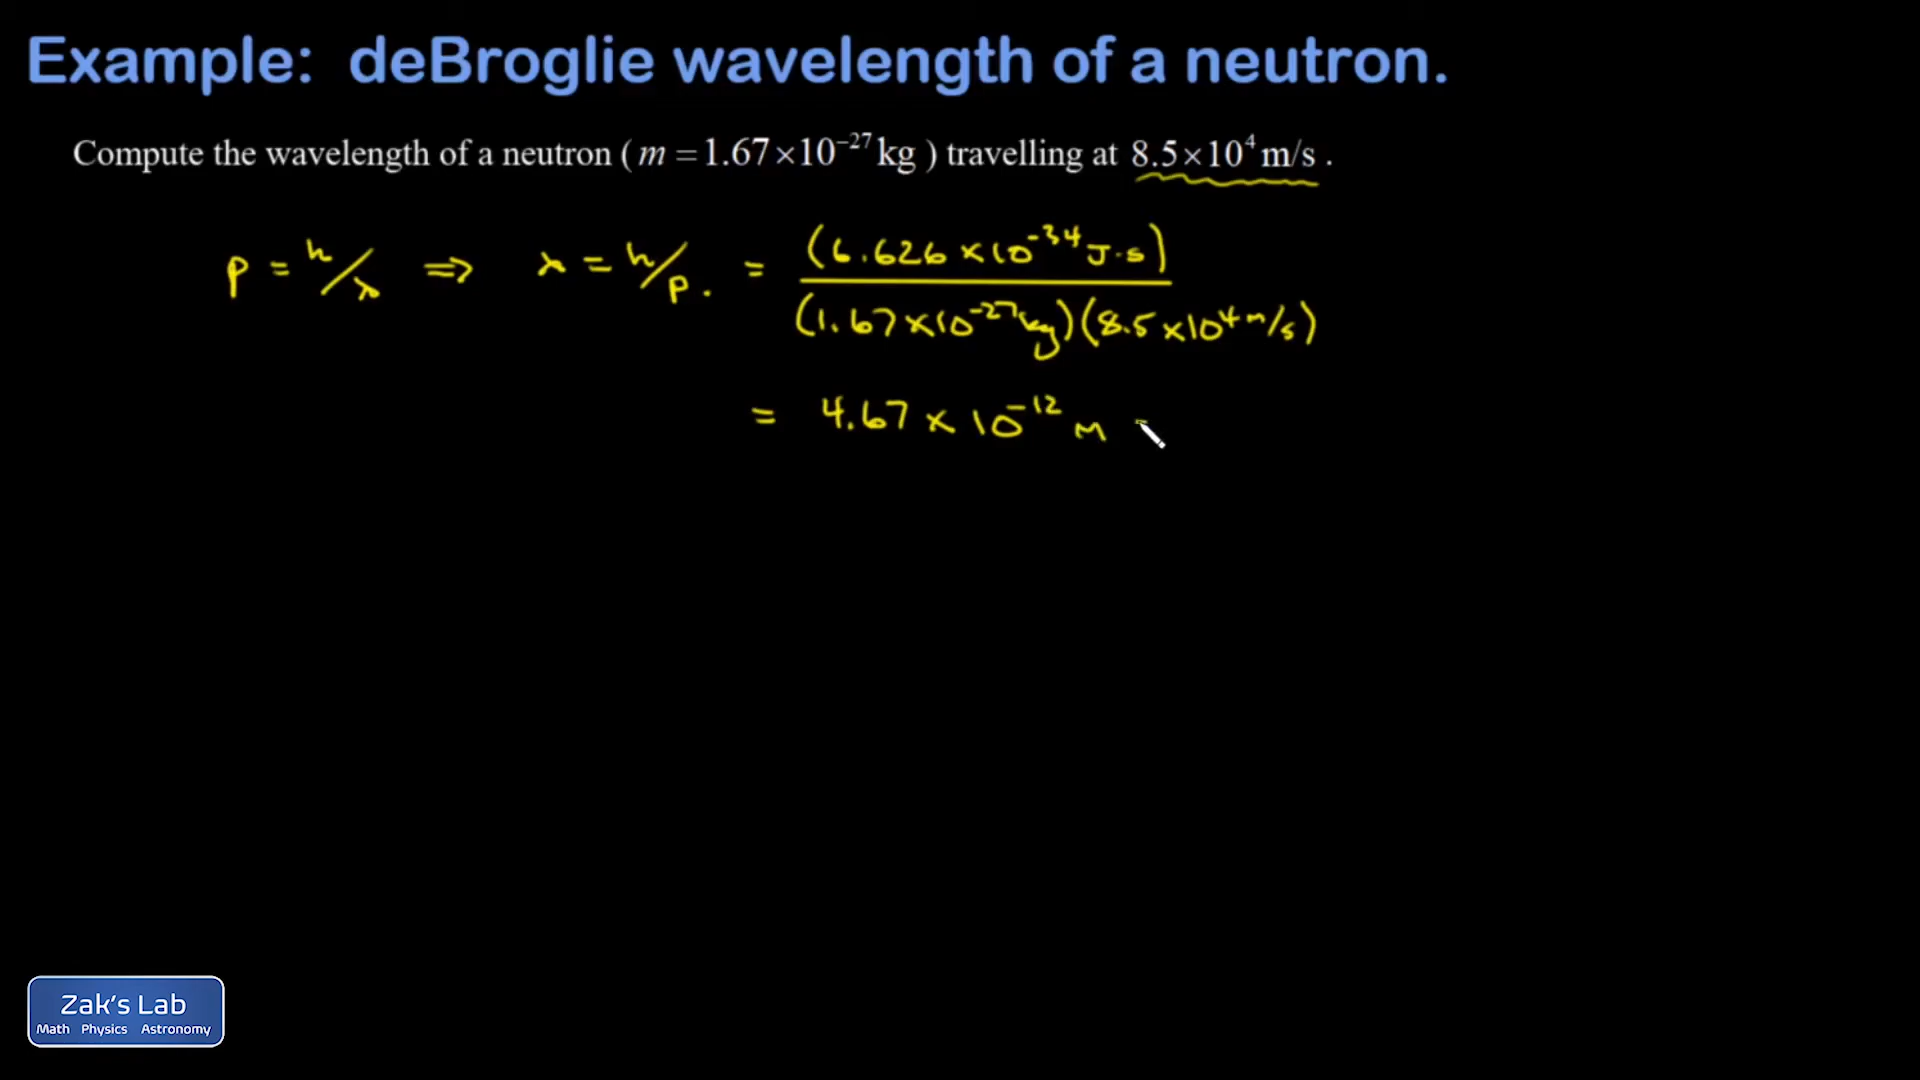 Example: deBroglie wavelength of a neutron.
Compute the wavelength of a neutron ( m = 1.67×10⁻²⁷ kg ) travelling at 8.5×10⁴ m/s .
p = h/λ ⇒ λ = h/p. = (6.626 × 10⁻³⁴ J·s) / (1.67 × 10⁻²⁷ kg)(8.5 × 10⁴ m/s)
= 4.67 × 10⁻¹² m
Zak's Lab
Math Physics Astronomy